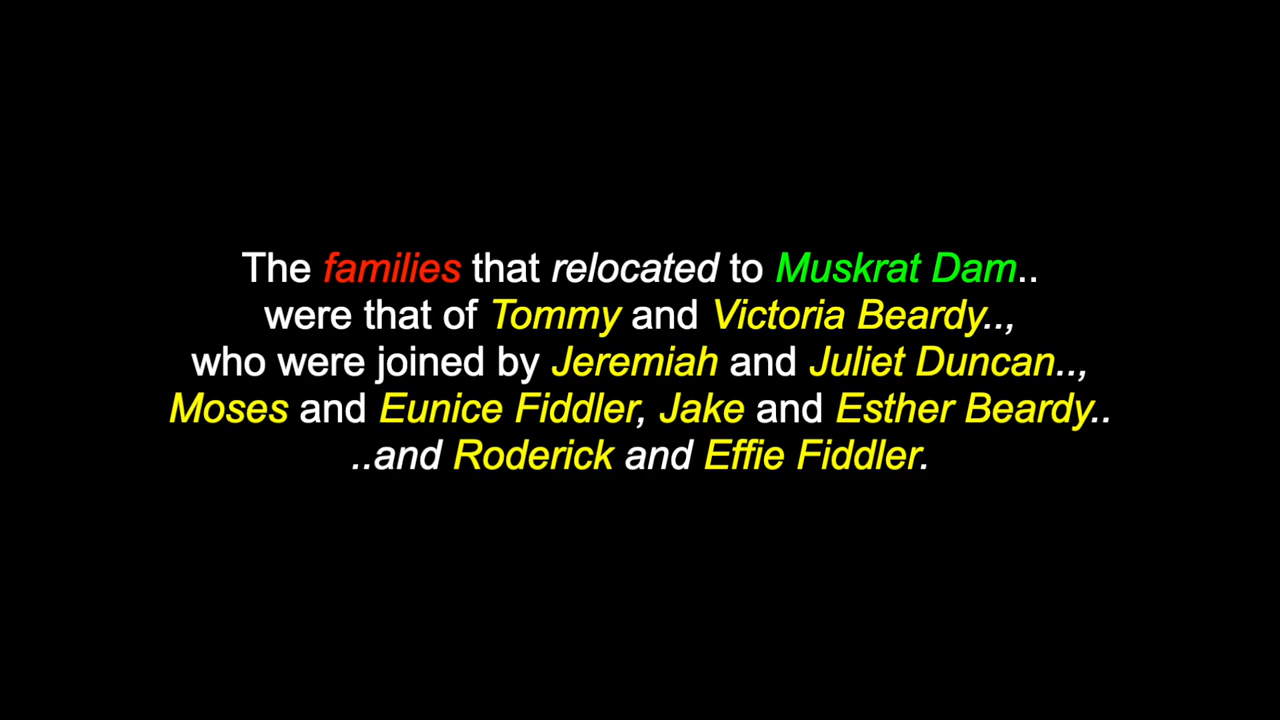 The families that relocated to Muskrat Dam..
were that of Tommy and Victoria Beardy..,
who were joined by Jeremiah and Juliet Duncan..,
Moses and Eunice Fiddler, Jake and Esther Beardy..
..and Roderick and Effie Fiddler.